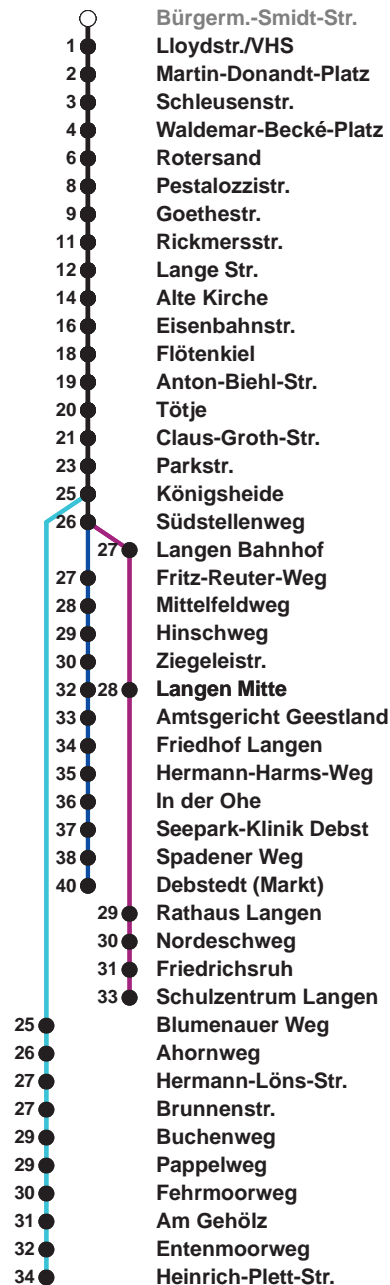 Bürgerm.-Smidt-Str.
1 Lloydstr./VHS
2 Martin-Donandt-Platz
3 Schleusenstr.
4 Waldemar-Becké-Platz
6 Rotersand
8 Pestalozzistr.
9 Goethestr.
11 Rickmersstr.
12 Lange Str.
14 Alte Kirche
16 Eisenbahnstr.
18 Flötenkiel
19 Anton-Biehl-Str.
20 Tötje
21 Claus-Groth-Str.
23 Parkstr.
25 Königsheide
26 Südstellenweg
27 Langen Bahnhof
27 Fritz-Reuter-Weg
28 Mittelfeldweg
29 Hinschweg
30 Ziegeleistr.
32 28 Langen Mitte
33 Amtsgericht Geestland
34 Friedhof Langen
35 Hermann-Harms-Weg
36 In der Ohe
37 Seepark-Klinik Debst
38 Spadener Weg
40 Debstedt (Markt)
29 Rathaus Langen
30 Nordeschweg
31 Friedrichsruh
33 Schulzentrum Langen
25 Blumenauer Weg
26 Ahornweg
27 Hermann-Löns-Str.
27 Brunnenstr.
29 Buchenweg
29 Pappelweg
30 Fehrmoorweg
31 Am Gehölz
32 Entenmoorweg
34 Heinrich-Plett-Str.